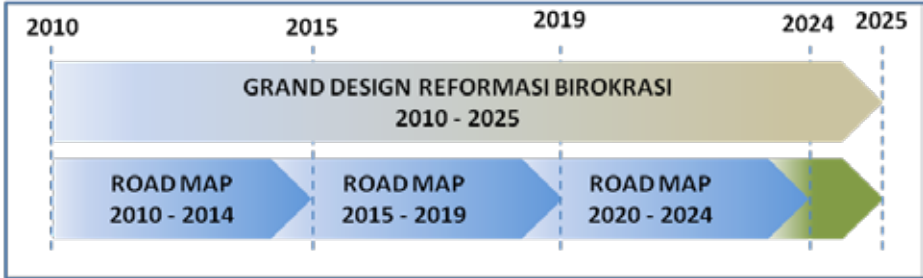 2010 2015 2019 2024 2025
GRAND DESIGN REFORMASI BIROKRASI
2010 - 2025
ROAD MAP
2010 - 2014
ROAD MAP
2015 - 2019
ROAD MAP
2020 - 2024